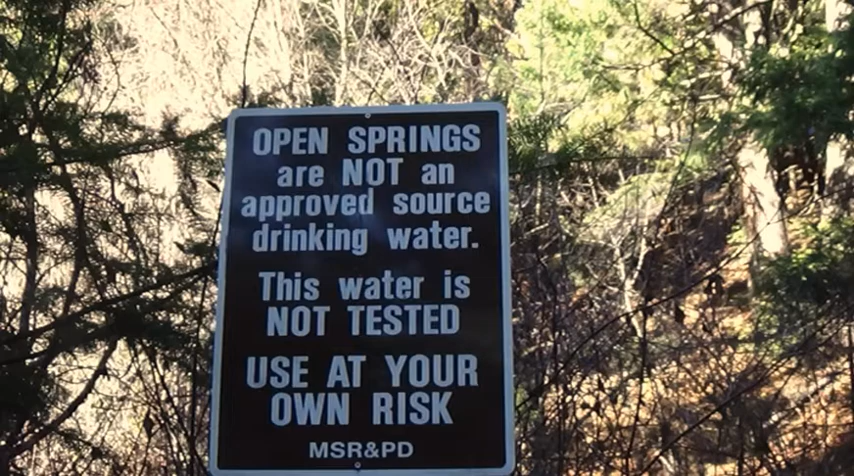 OPEN SPRINGS
are NOT an
approved source
drinking water.
This water is
NOT TESTED
USE AT YOUR
OWN RISK
MSR&PD